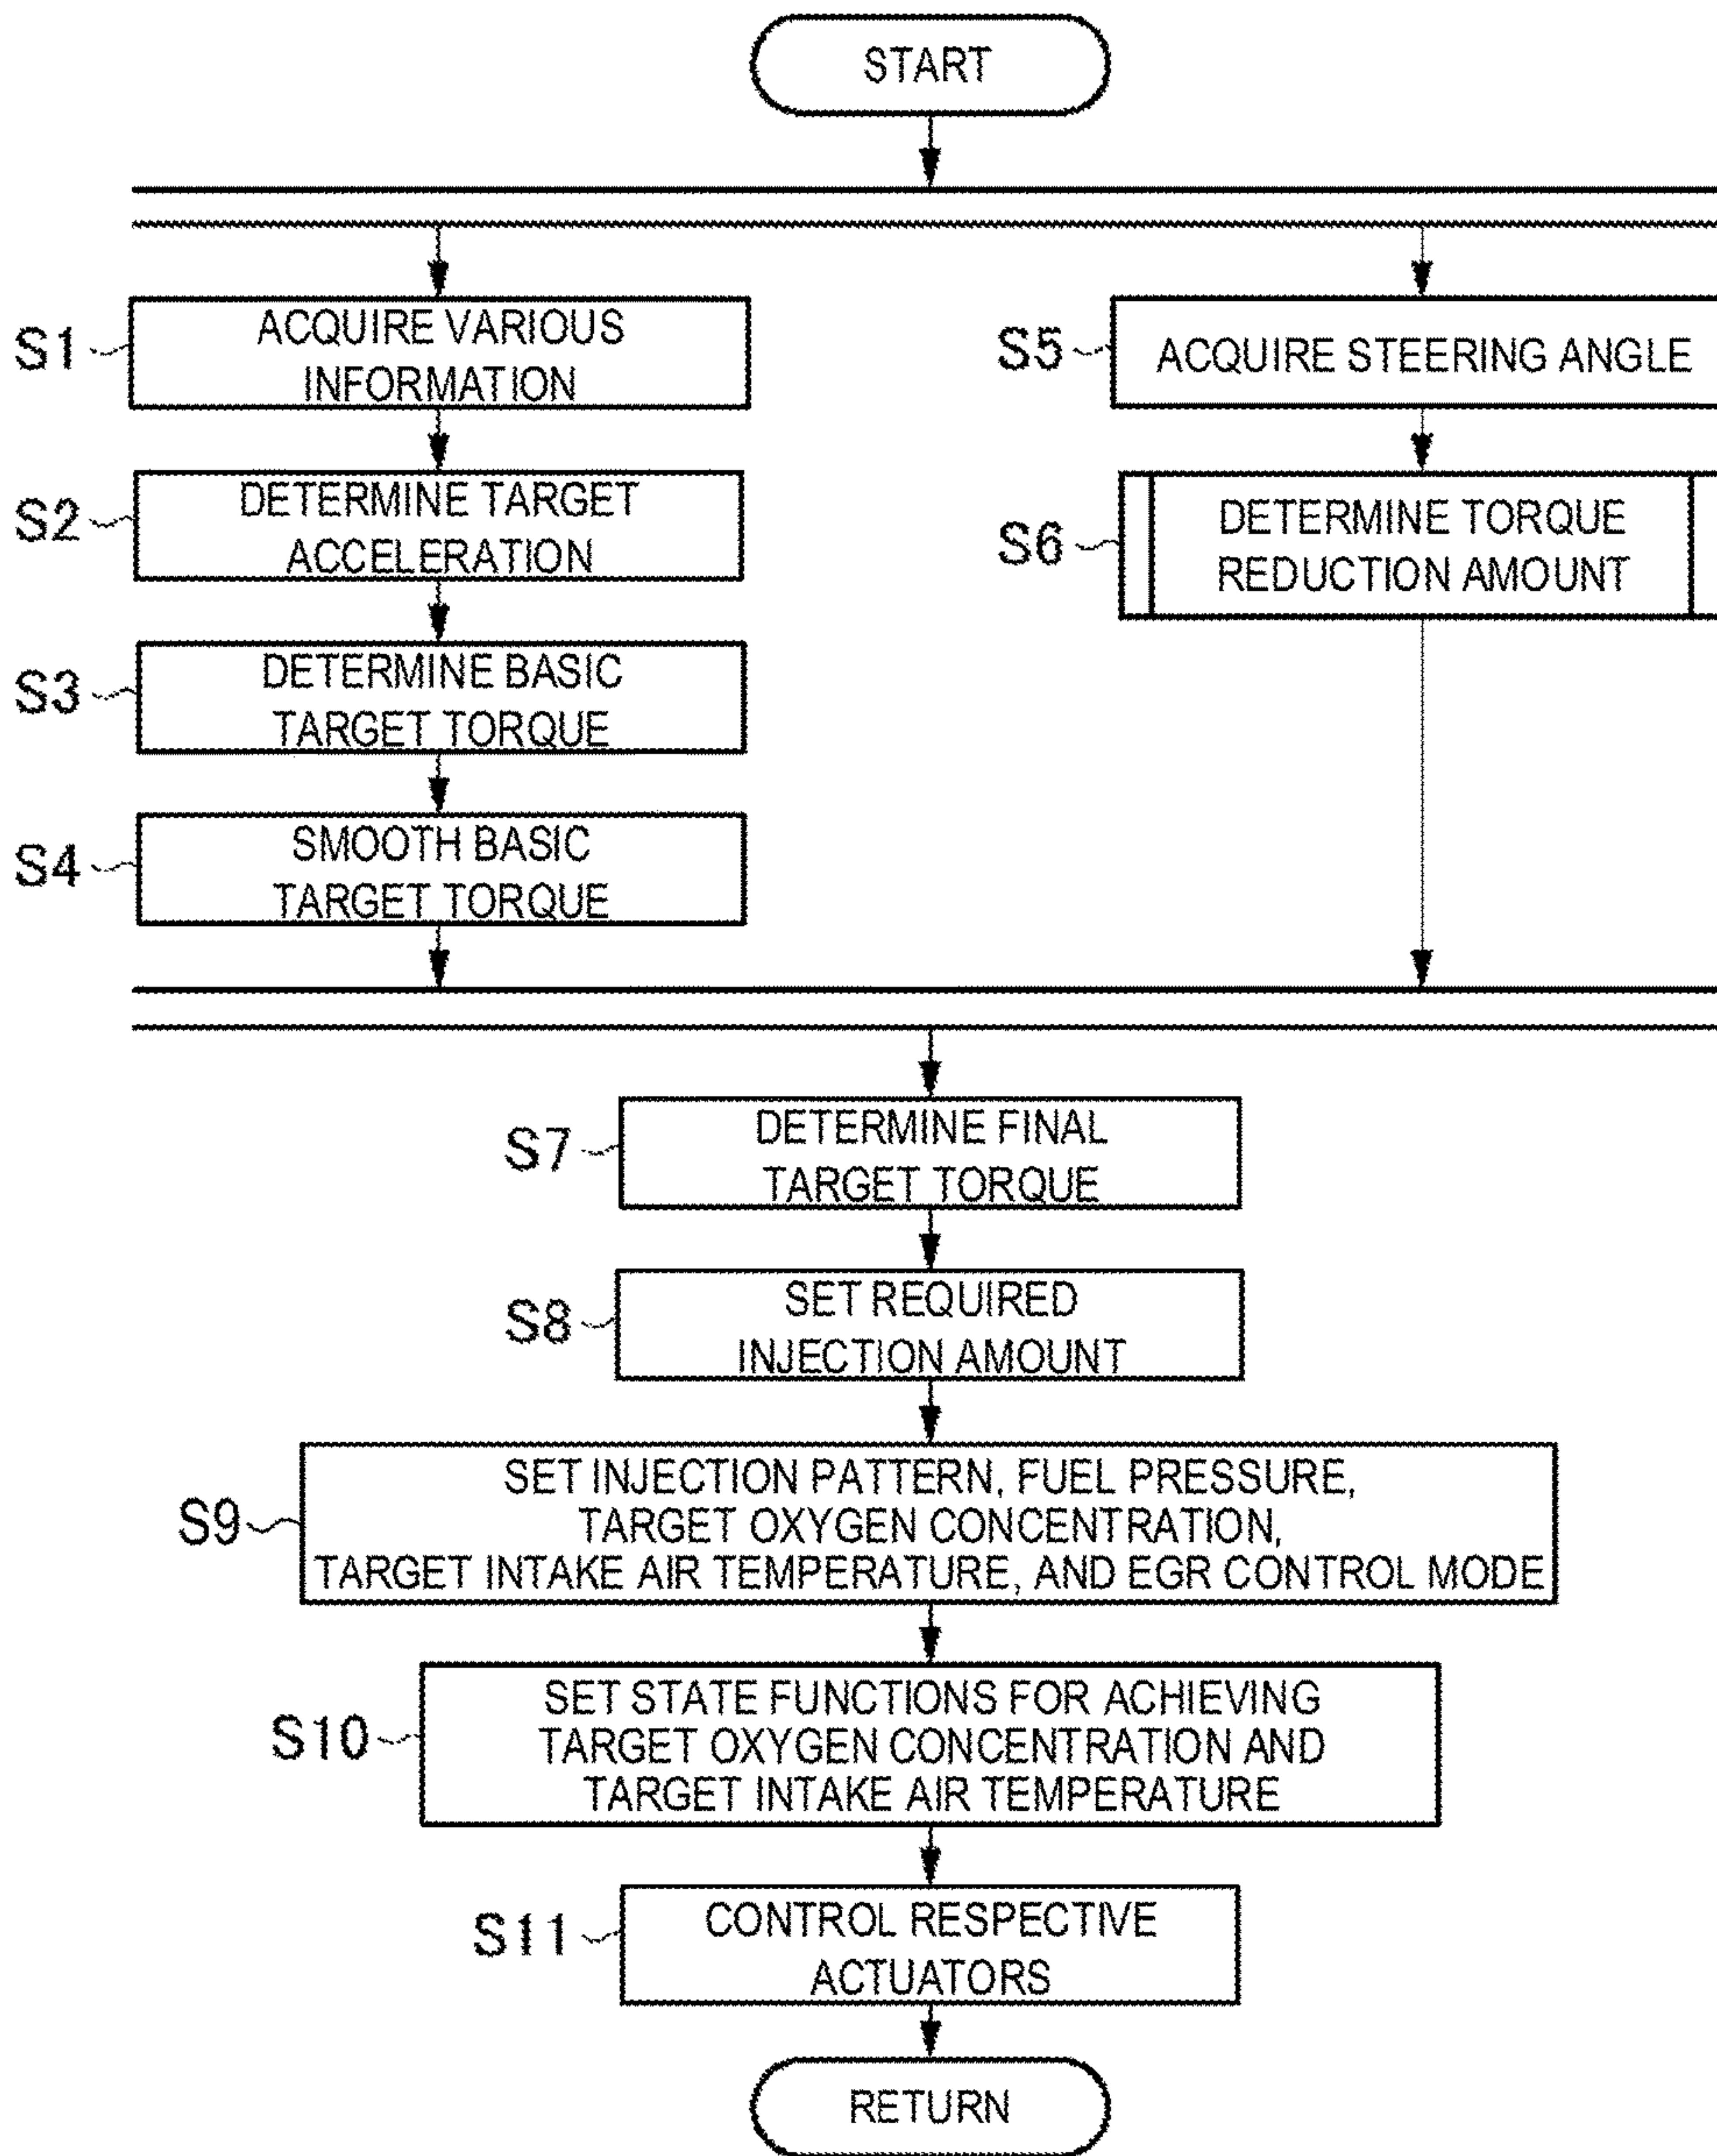 START
S1
ACQUIRE VARIOUS
INFORMATION
S2
DETERMINE TARGET
ACCELERATION
S3
DETERMINE BASIC
TARGET TORQUE
S4
SMOOTH BASIC
TARGET TORQUE
S5
ACQUIRE STEERING ANGLE
S6
DETERMINE TORQUE
REDUCTION AMOUNT
S7
DETERMINE FINAL
TARGET TORQUE
S8
SET REQUIRED
INJECTION AMOUNT
S9
SET INJECTION PATTERN, FUEL PRESSURE,
TARGET OXYGEN CONCENTRATION,
TARGET INTAKE AIR TEMPERATURE, AND EGR CONTROL MODE
S10
SET STATE FUNCTIONS FOR ACHIEVING
TARGET OXYGEN CONCENTRATION AND
TARGET INTAKE AIR TEMPERATURE
S11
CONTROL RESPECTIVE
ACTUATORS
RETURN